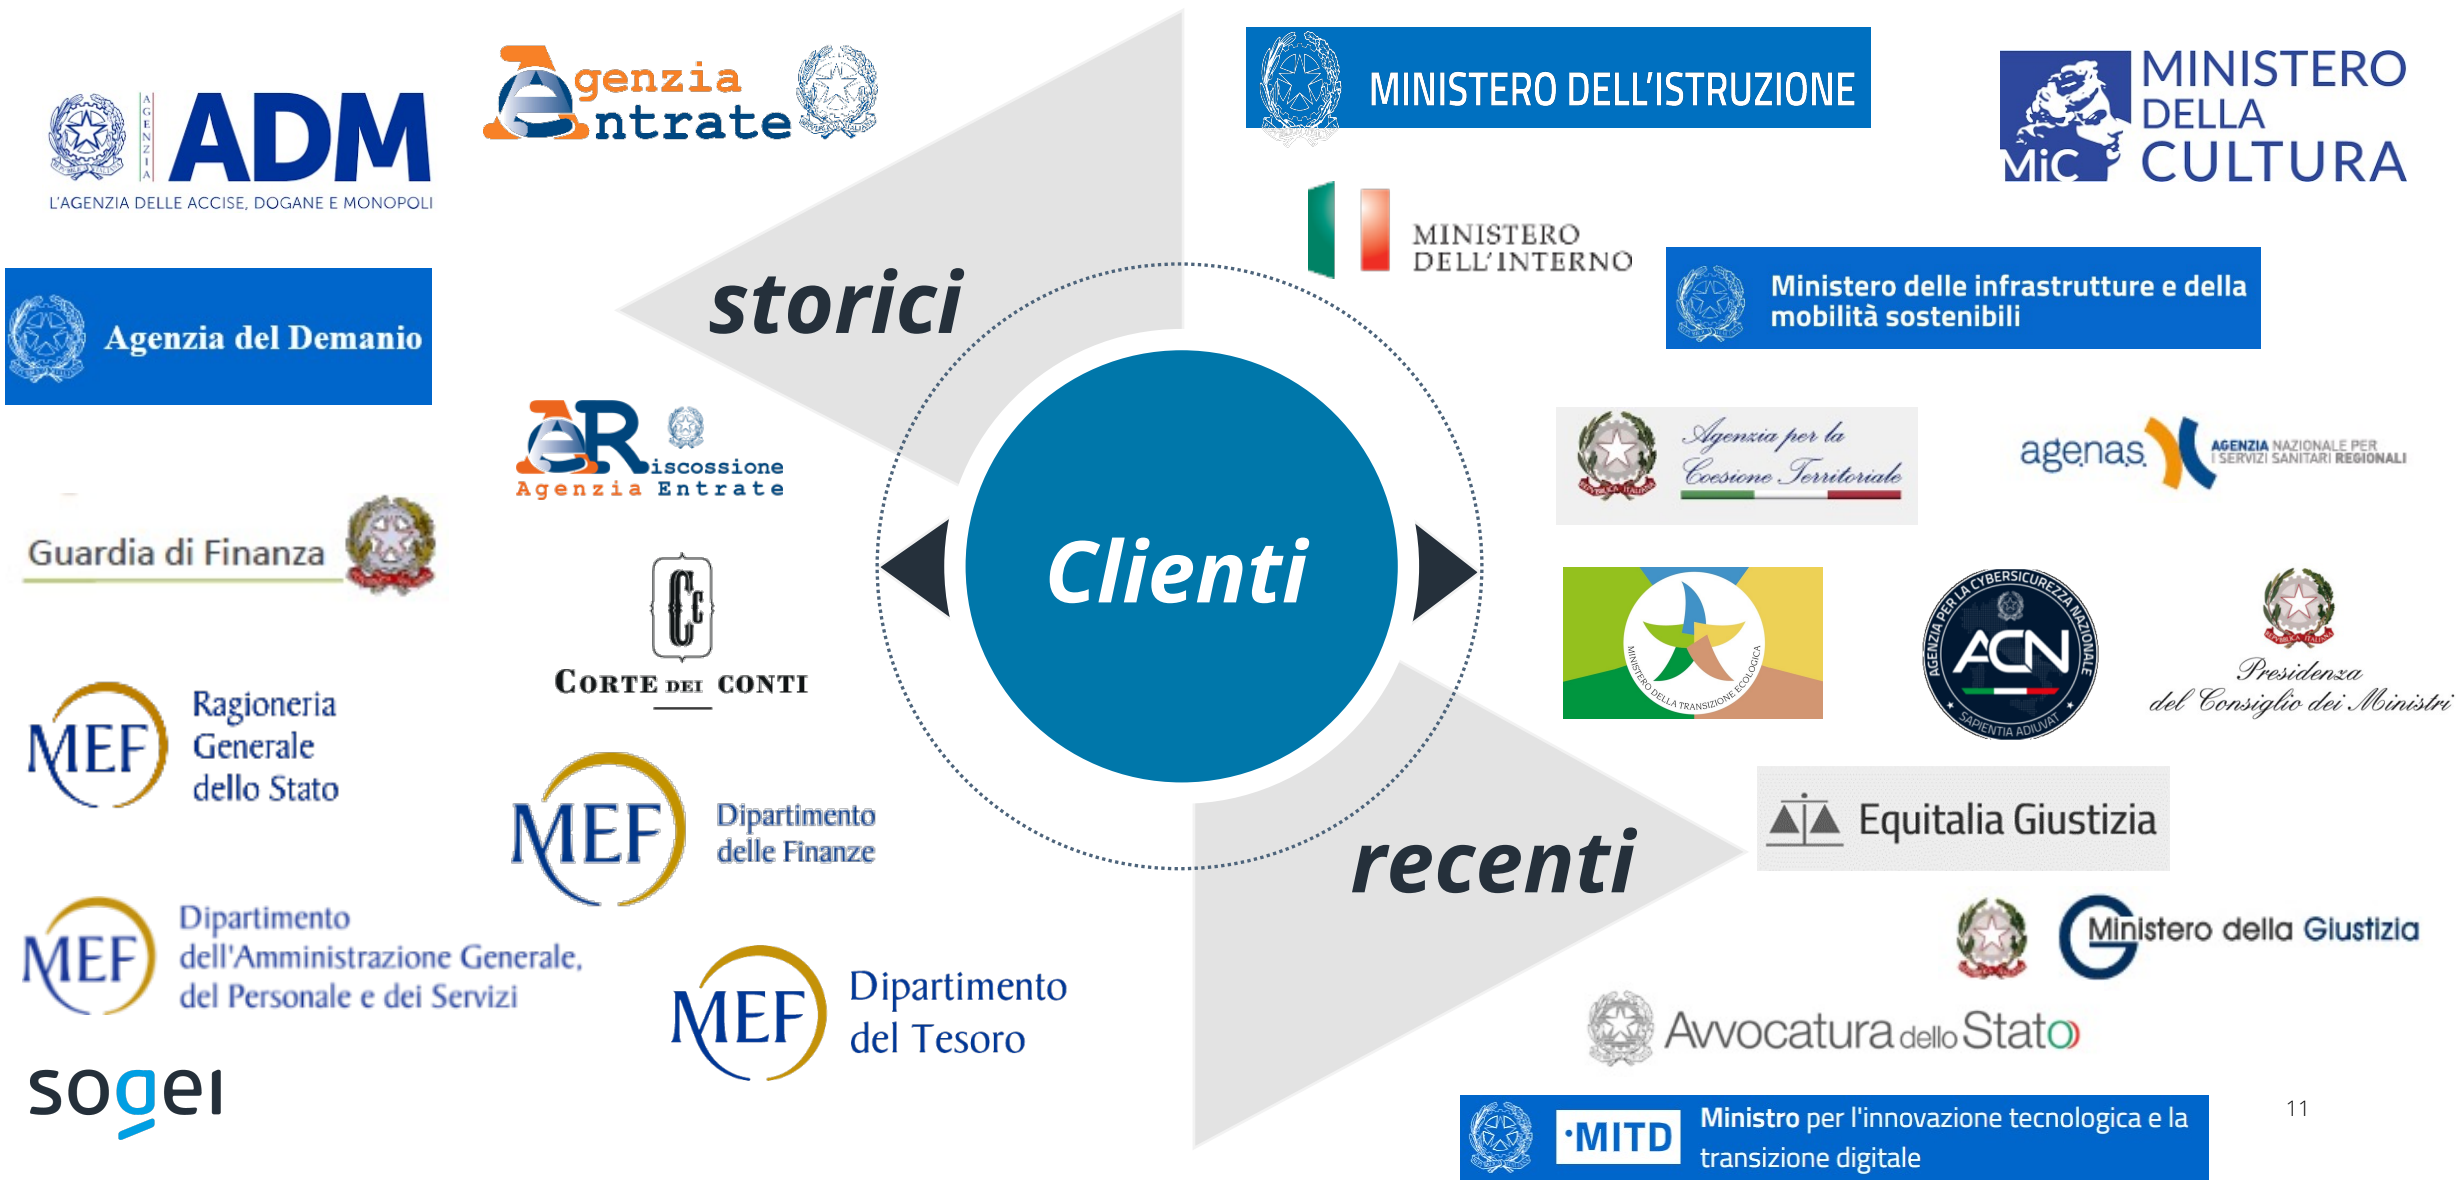 AGENZIA
ADM
L'AGENZIA DELLE ACCISE, DOGANE E MONOPOLI
Agenzia
Entrate
Agenzia del Demanio
AER
iscossione
Agenzia Entrate
Guardia di Finanza
CC
CORTE DEI CONTI
MEF
Ragioneria
Generale
dello Stato
MEF
Dipartimento
delle Finanze
MEF
Dipartimento
dell'Amministrazione Generale,
del Personale e dei Servizi
MEF
Dipartimento
del Tesoro
sogei
storici
Clienti
recenti
MINISTERO DELL'ISTRUZIONE
MiC
MINISTERO
DELLA
CULTURA
MINISTERO
DELL'INTERNO
Ministero delle infrastrutture e della
mobilità sostenibili
Agenzia per la
Coesione Territoriale
agenas
AGENZIA NAZIONALE PER
I SERVIZI SANITARI REGIONALI
MINISTERO DELLA TRANSIZIONE ECOLOGICA
AGENZIA PER LA CYBERSICUREZZA NAZIONALE
ACN
SAPIENTIA ADIUVAT
Presidenza
del Consiglio dei Ministri
Equitalia Giustizia
Ministero della Giustizia
Avvocatura dello Stato
MITD
Ministro per l'innovazione tecnologica e la
transizione digitale
11